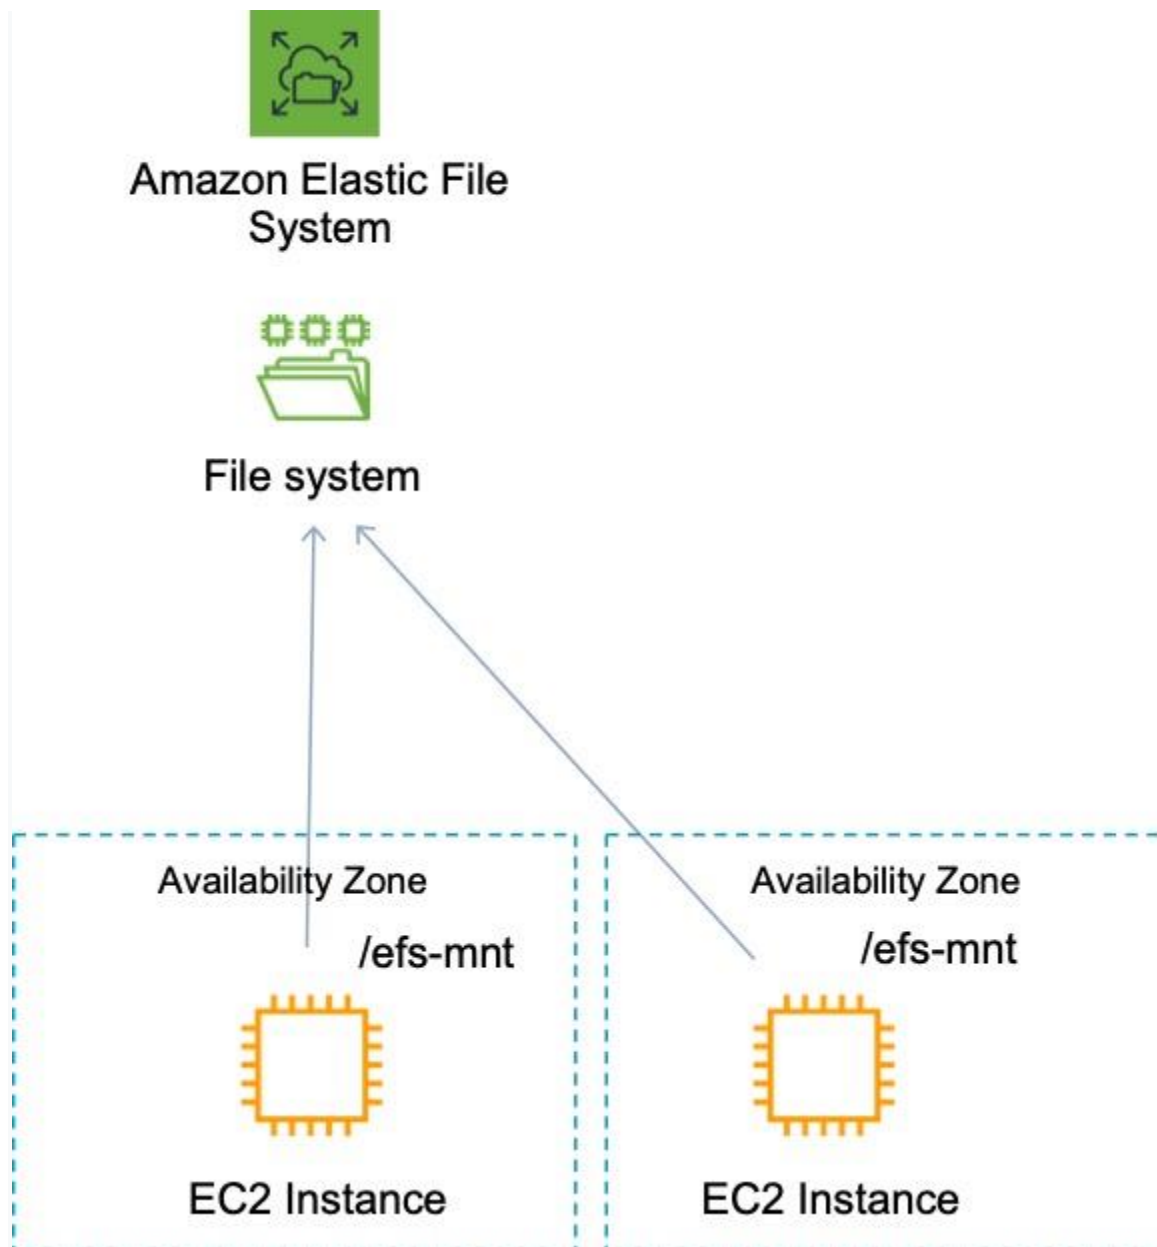 Amazon Elastic File
System
File system
Availability Zone
/efs-mnt
EC2 Instance
Availability Zone
/efs-mnt
EC2 Instance